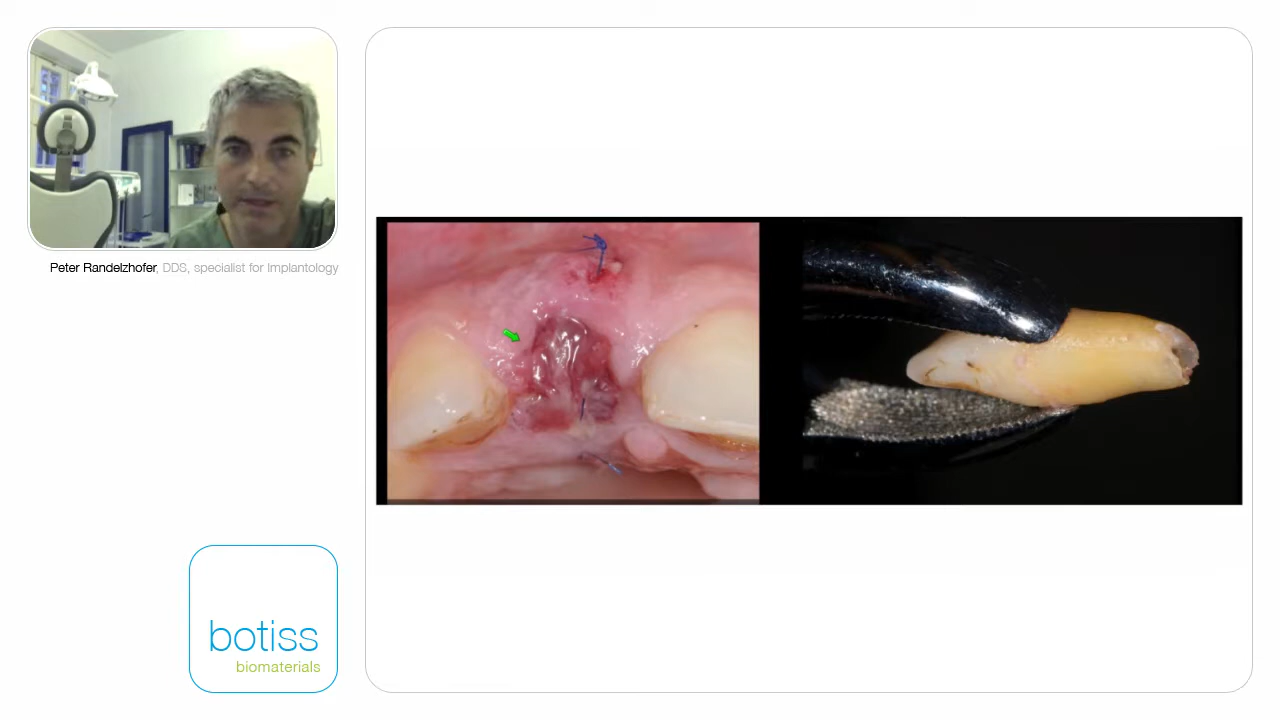 Peter Randelzhofer, DDS, specialist for Implantology
botiss
biomaterials